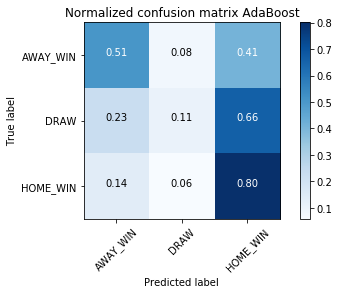 Normalized confusion matrix AdaBoost
AWAY_WIN 0.51 0.08 0.41
DRAW 0.23 0.11 0.66
HOME_WIN 0.14 0.06 0.80
True label
AWAY_WIN DRAW HOME_WIN
Predicted label
0.8
0.7
0.6
0.5
0.4
0.3
0.2
0.1